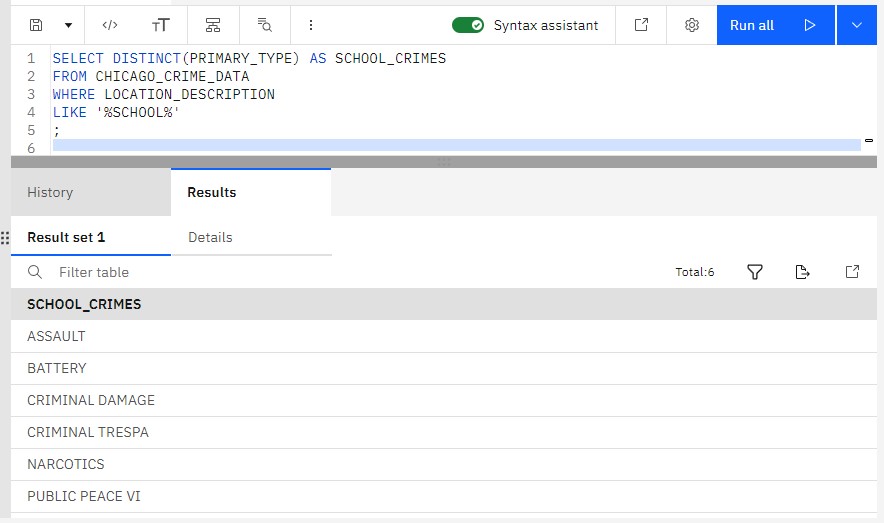 </> тT Syntax assistant Run all
1 SELECT DISTINCT(PRIMARY_TYPE) AS SCHOOL_CRIMES
2 FROM CHICAGO_CRIME_DATA
3 WHERE LOCATION_DESCRIPTION
4 LIKE '%SCHOOL%'
5 ;
6
History Results
Result set 1 Details
Filter table Total:6
SCHOOL_CRIMES
ASSAULT
BATTERY
CRIMINAL DAMAGE
CRIMINAL TRESPA
NARCOTICS
PUBLIC PEACE VI